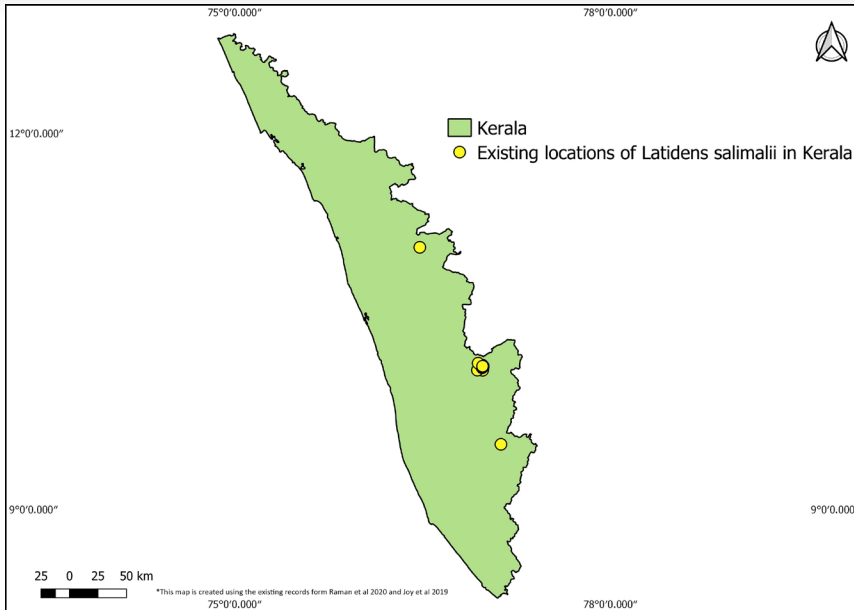 75°0′0.000″ 78°0′0.000″
12°0′0.000″
Kerala
Existing locations of Latidens salimalii in Kerala
9°0′0.000″ 9°0′0.000
25 0 25 50 km
*This map is created using the existing records form Raman et al 2020 and Joy et al 2019
75°0′0.000″ 78°0′0.000″